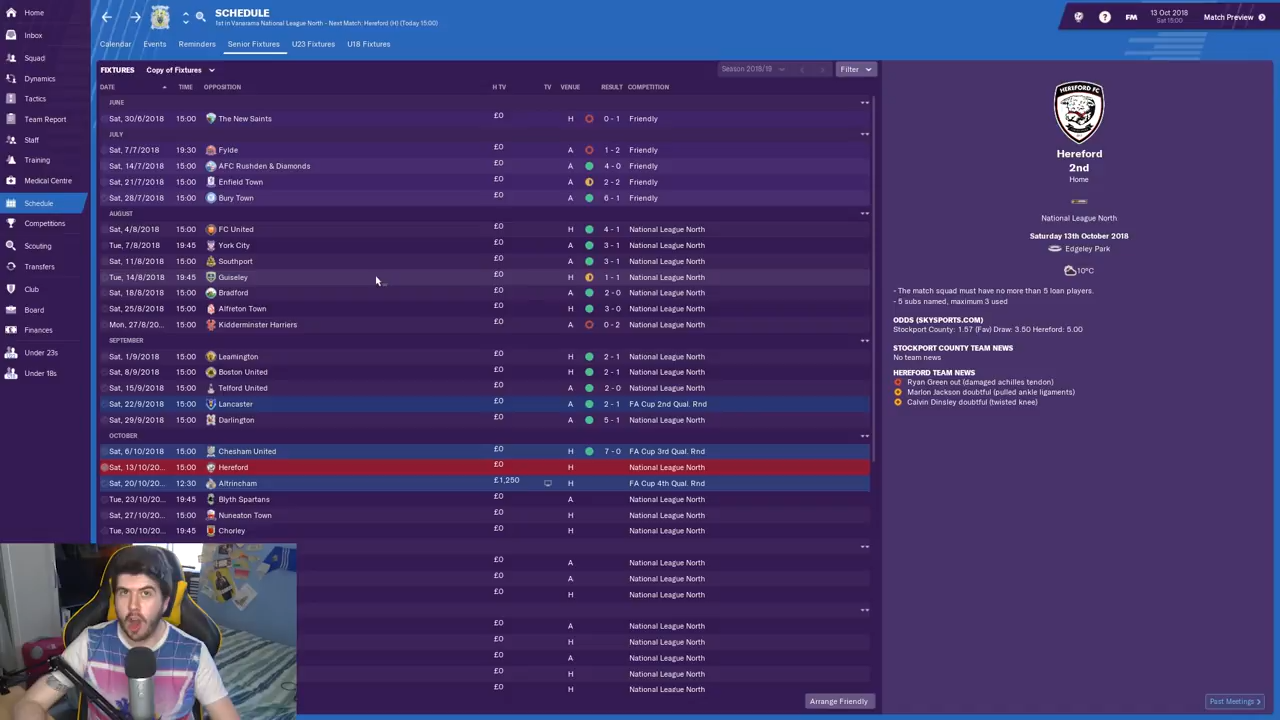 Home
Inbox
Squad
Dynamics
Tactics
Team Report
Staff
Training
Medical Centre
Schedule
Competitions
Scouting
Transfers
Club
Board
Finances
Under 23s
Under 18s
SCHEDULE
1st in Vanarama National League North - Next Match: Hereford (H) (Today 15:00)
? FM 13 Oct 2018
Sat 15:00
Match Preview
Calendar Events Reminders Senior Fixtures U23 Fixtures U18 Fixtures
FIXTURES Copy of Fixtures Season 2018/19 Filter
DATE TIME OPPOSITION H TV TV VENUE RESULT COMPETITION
JUNE
Sat, 30/6/2018 15:00 The New Saints £0 H 0 - 1 Friendly
JULY
Sat, 7/7/2018 19:30 Fylde £0 A 1 - 2 Friendly
Sat, 14/7/2018 15:00 AFC Rushden & Diamonds £0 A 4 - 0 Friendly
Sat, 21/7/2018 15:00 Enfield Town £0 A 2 - 2 Friendly
Sat, 28/7/2018 15:00 Bury Town £0 A 6 - 1 Friendly
AUGUST
Sat, 4/8/2018 15:00 FC United £0 H 4 - 1 National League North
Tue, 7/8/2018 19:45 York City £0 A 3 - 1 National League North
Sat, 11/8/2018 15:00 Southport £0 A 3 - 1 National League North
Tue, 14/8/2018 19:45 Guiseley £0 H 1 - 1 National League North
Sat, 18/8/2018 15:00 Bradford £0 A 2 - 0 National League North
Sat, 25/8/2018 15:00 Alfreton Town £0 H 3 - 0 National League North
Mon, 27/8/20... 15:00 Kidderminster Harriers £0 A 0 - 2 National League North
SEPTEMBER
Sat, 1/9/2018 15:00 Leamington £0 H 2 - 1 National League North
Sat, 8/9/2018 15:00 Boston United £0 H 2 - 1 National League North
Sat, 15/9/2018 15:00 Telford United £0 A 2 - 0 National League North
Sat, 22/9/2018 15:00 Lancaster £0 A 2 - 1 FA Cup 2nd Qual. Rnd
Sat, 29/9/2018 15:00 Darlington £0 A 5 - 1 National League North
OCTOBER
Sat, 6/10/2018 15:00 Chesham United £0 H 7 - 0 FA Cup 3rd Qual. Rnd
Sat, 13/10/20... 15:00 Hereford £0 H National League North
Sat, 20/10/20... 12:30 Altrincham £1,250 H FA Cup 4th Qual. Rnd
Tue, 23/10/20... 19:45 Blyth Spartans £0 A National League North
Sat, 27/10/20... 15:00 Nuneaton Town £0 H National League North
Tue, 30/10/20... 19:45 Chorley £0 H National League North
£0 A National League North
£0 A National League North
£0 H National League North
£0 A National League North
£0 H National League North
£0 A National League North
£0 H National League North
£0 H National League North
Arrange Friendly
HEREFORD FC
Hereford
2nd
Home
National League North
Saturday 13th October 2018
Edgeley Park
10°C
- The match squad must have no more than 5 loan players.
- 5 subs named, maximum 3 used
ODDS (SKYSPORTS.COM)
Stockport County: 1.57 (Fav) Draw: 3.50 Hereford: 5.00
STOCKPORT COUNTY TEAM NEWS
No team news
HEREFORD TEAM NEWS
Ryan Green out (damaged achilles tendon)
Marlon Jackson doubtful (pulled ankle ligaments)
Calvin Dinsley doubtful (twisted knee)
Past Meetings